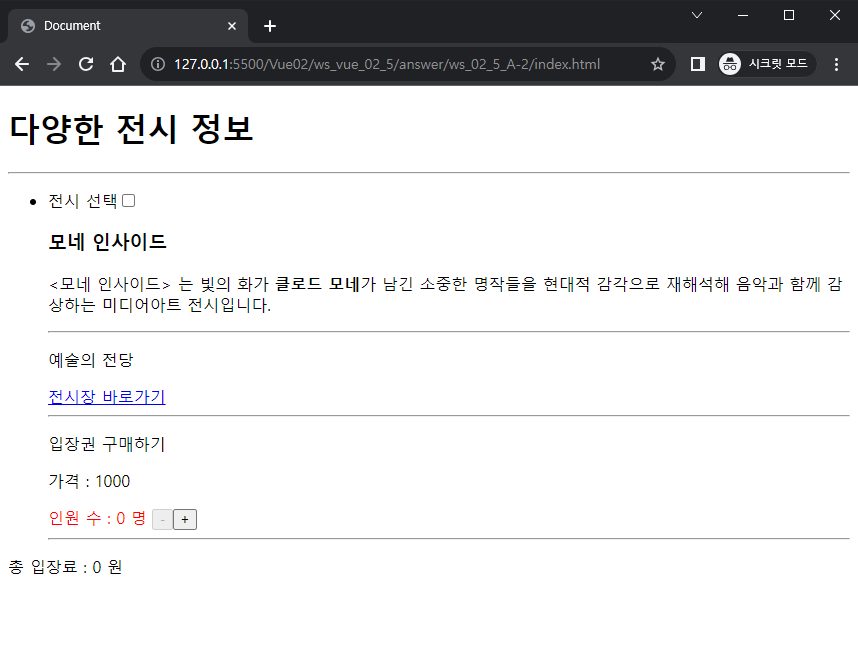 Document
127.0.0.1:5500/Vue02/ws_vue_02_5/answer/ws_02_5_A-2/index.html
시크릿 모드
다양한 전시 정보
전시 선택
모네 인사이드
<모네 인사이드> 는 빛의 화가 클로드 모네가 남긴 소중한 명작들을 현대적 감각으로 재해석해 음악과 함께 감
상하는 미디어아트 전시입니다.
예술의 전당
전시장 바로가기
입장권 구매하기
가격 : 1000
인원 수 : 0 명 - +
총 입장료 : 0 원